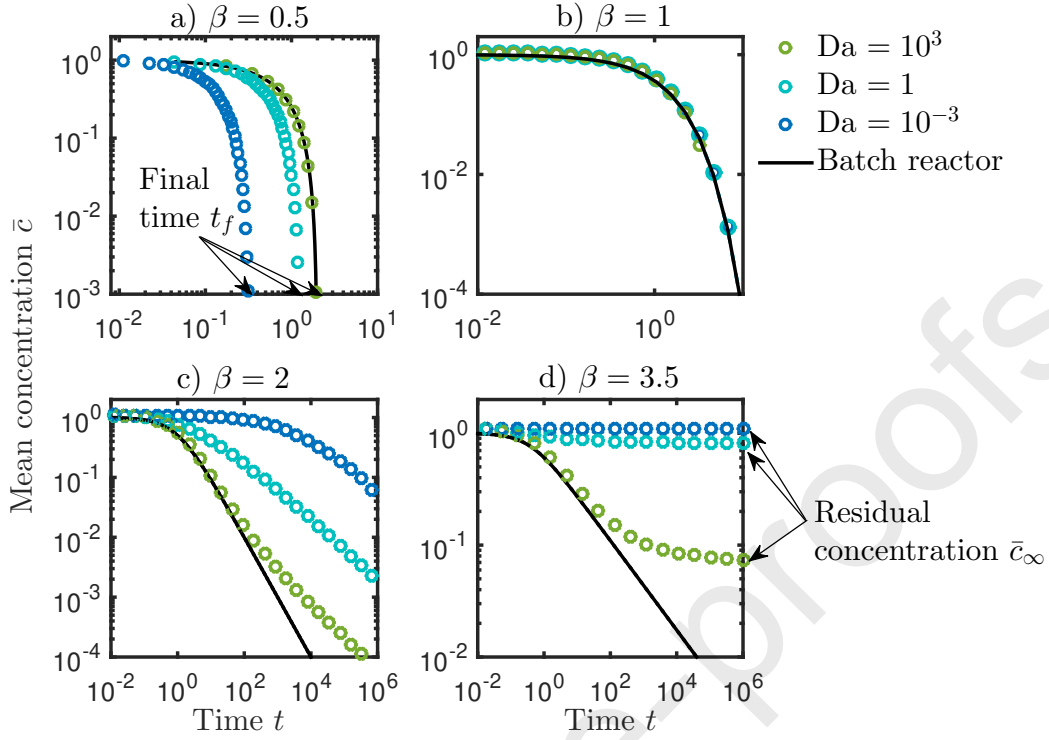 a) β = 0.5
10^0
10^-1
10^-2
10^-3
10^-2
10^-1
10^0
10^1
Final
time t_f
b) β = 1
10^0
10^-2
10^-4
10^-2
10^0
Da = 10^3
Da = 1
Da = 10^-3
Batch reactor
Mean concentration c̄
c) β = 2
10^0
10^-1
10^-2
10^-3
10^-4
10^-2
10^0
10^2
10^4
10^6
Time t
d) β = 3.5
10^0
10^-1
10^-2
10^-2
10^0
10^2
10^4
10^6
Time t
Residual
concentration c̄_∞
e-proofs